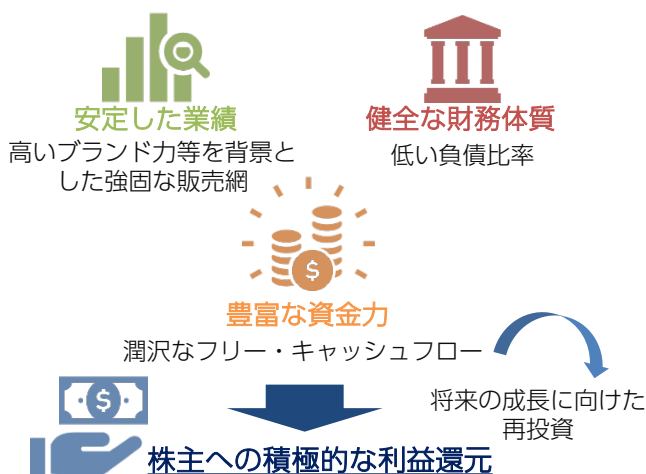 安定した業績
健全な財務体質
高いブランド力等を背景と
した強固な販売網
低い負債比率
$
豊富な資金力
潤沢なフリー・キャッシュフロー
将来の成長に向けた
再投資
$
株主への積極的な利益還元